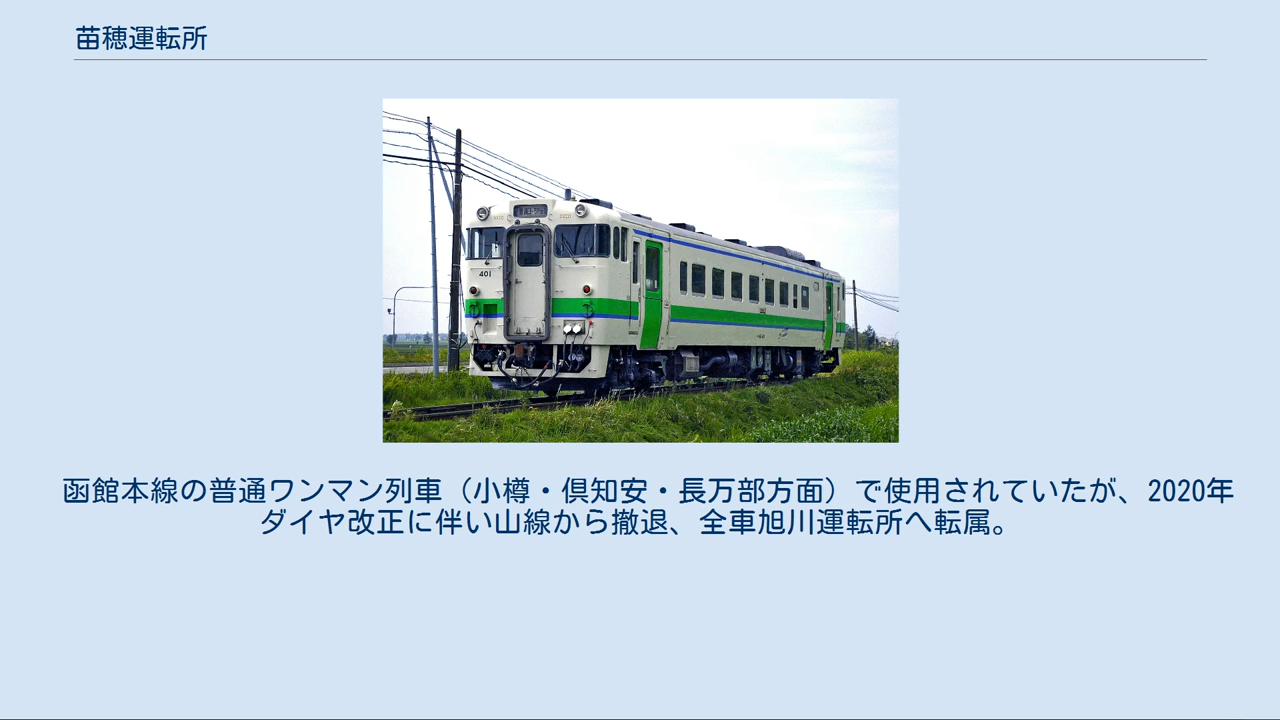 苗穂運転所
401
函館本線の普通ワンマン列車（小樽・倶知安・長万部方面）で使用されていたが、2020年
ダイヤ改正に伴い山線から撤退、全車旭川運転所へ転属。